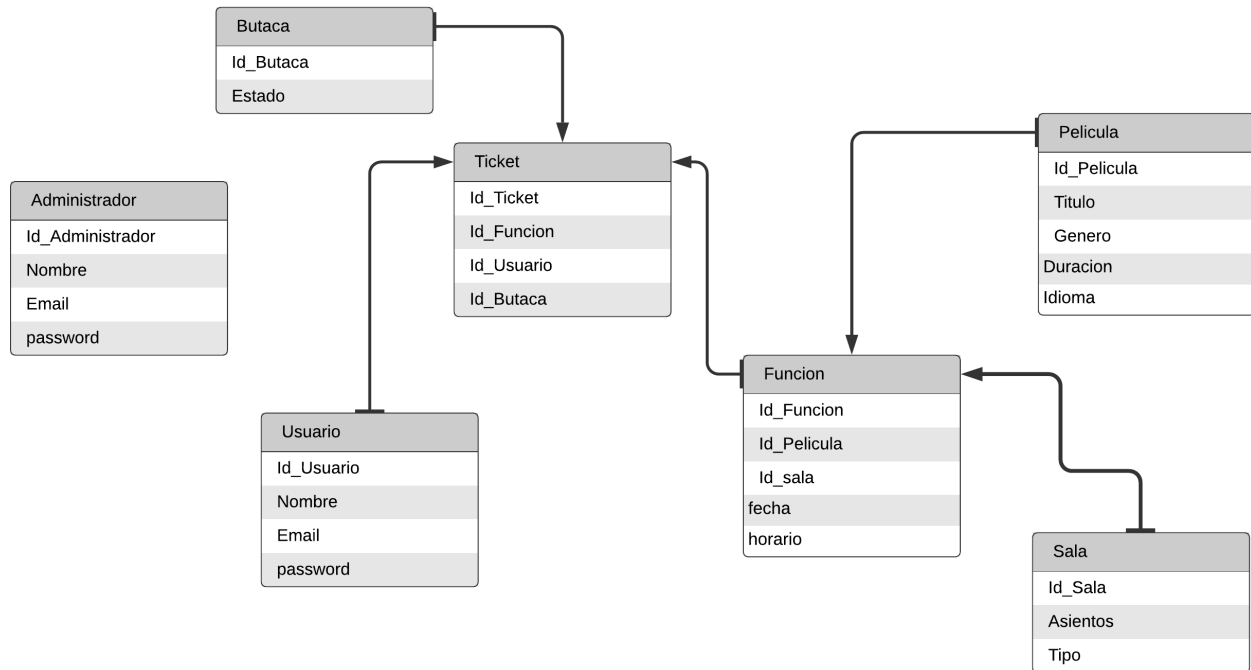 Butaca
Id_Butaca
Estado
Administrador
Id_Administrador
Nombre
Email
password
Ticket
Id_Ticket
Id_Funcion
Id_Usuario
Id_Butaca
Usuario
Id_Usuario
Nombre
Email
password
Pelicula
Id_Pelicula
Titulo
Genero
Duracion
Idioma
Funcion
Id_Funcion
Id_Pelicula
Id_sala
fecha
horario
Sala
Id_Sala
Asientos
Tipo